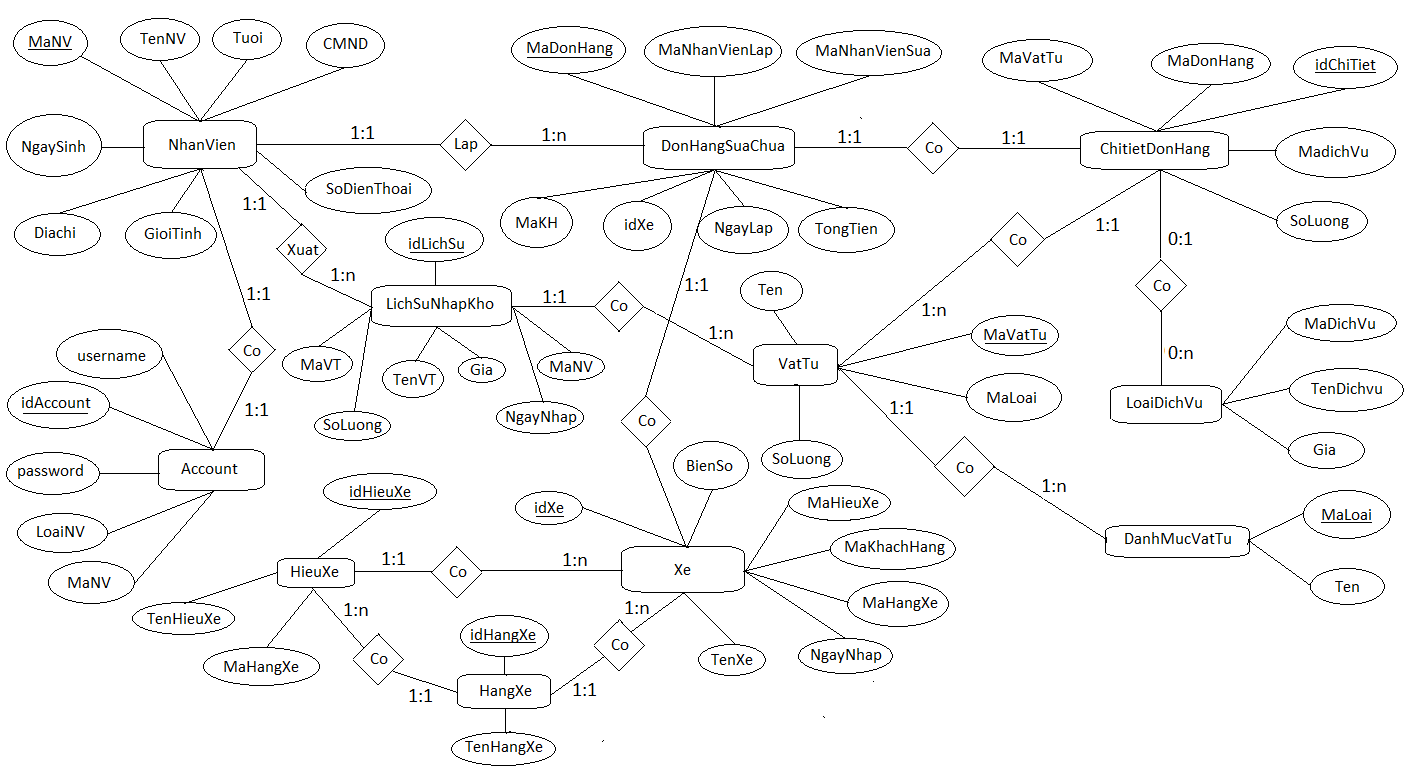 MaNV
TenNV
Tuoi
CMND
MaDonHang
MaNhanVienLap
MaNhanVienSua
MaVatTu
MaDonHang
idChiTiet
NgaySinh
NhanVien
1:1
Lap
1:n
DonHangSuaChua
1:1
Co
1:1
ChitietDonHang
MadichVu
SoDienThoai
Diachi
GioiTinh
1:1
Xuat
1:n
idLichSu
MaKH
idXe
NgayLap
TongTien
Co
1:1
0:1
SoLuong
1:1
LichSuNhapKho
1:1
Co
1:n
1:1
Ten
1:n
Co
MaDichVu
username
Co
MaVT
TenVT
Gia
MaNV
VatTu
MaVatTu
0:n
idAccount
1:1
SoLuong
NgayNhap
Co
MaLoai
1:1
LoaiDichVu
TenDichvu
password
Account
BienSo
SoLuong
Co
Gia
1:n
LoaiNV
idHieuXe
idXe
MaHieuXe
MaLoai
MaNV
HieuXe
1:1
Co
1:n
Xe
MaKhachHang
DanhMucVatTu
Ten
TenHieuXe
1:n
idHangXe
1:n
MaHangXe
MaHangXe
Co
Co
TenXe
NgayNhap
1:1
HangXe
1:1
TenHangXe